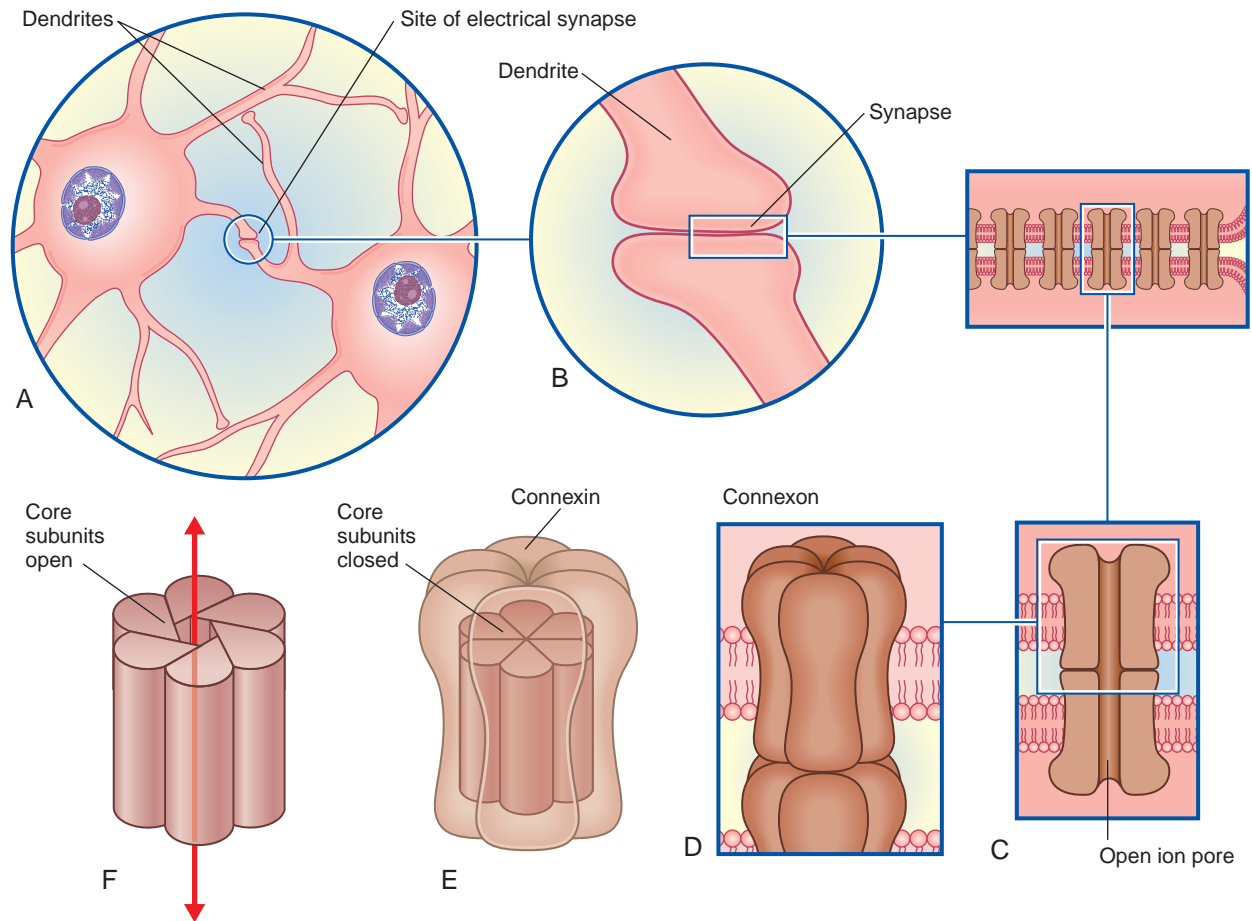 Dendrites
Site of electrical synapse
Dendrite
Synapse
A
B
Core
subunits
open
Core
subunits
closed
Connexin
Connexon
F
E
D
C
Open ion pore